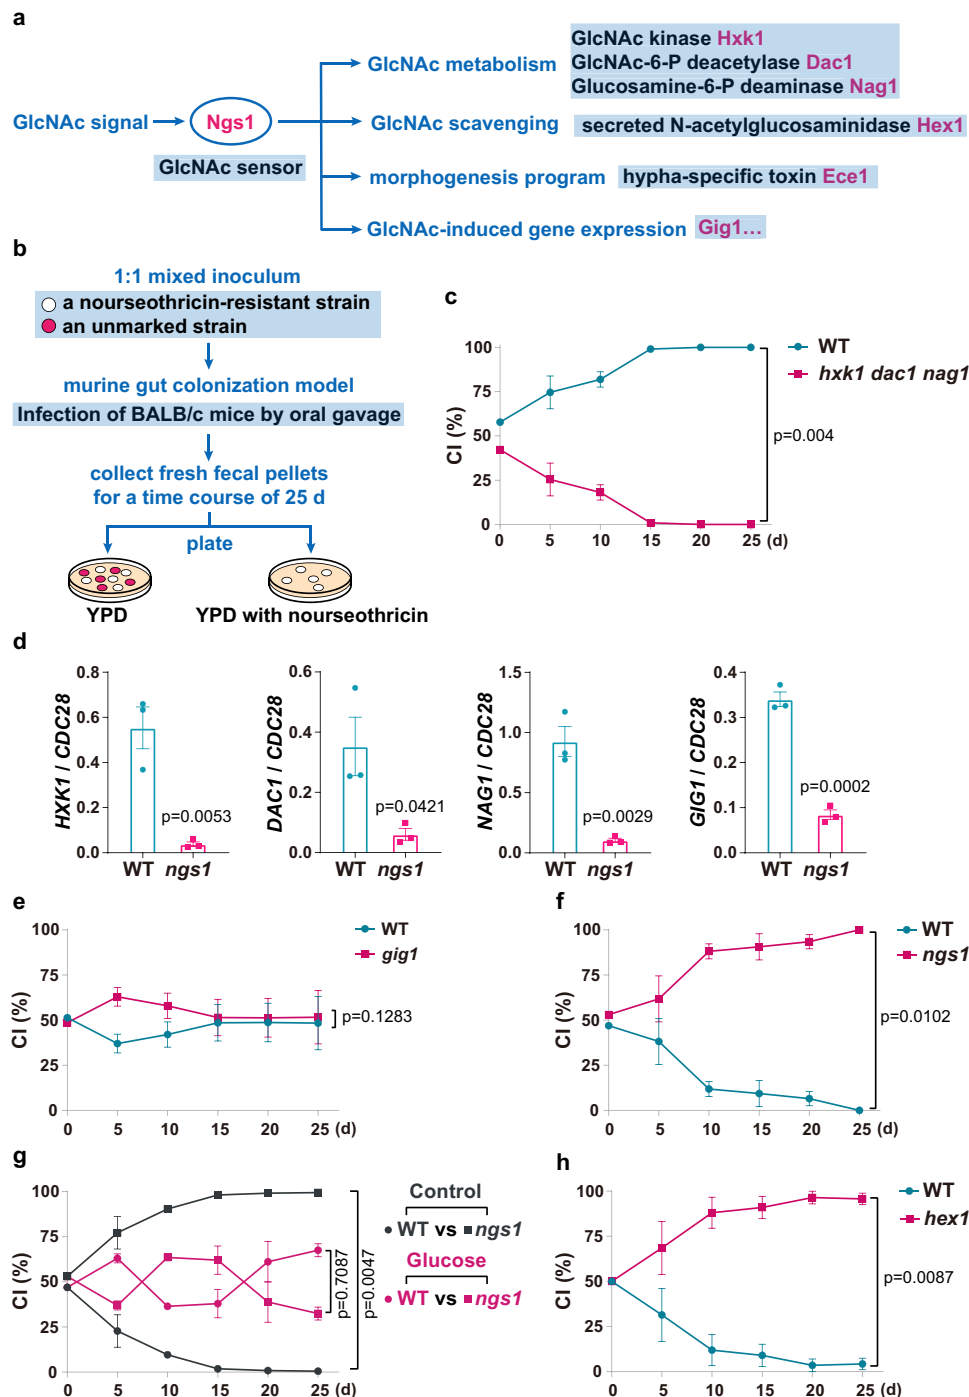 a
GlcNAc signal
Ngs1
GlcNAc sensor
GlcNAc metabolism
GlcNAc kinase Hxk1
GlcNAc-6-P deacetylase Dac1
Glucosamine-6-P deaminase Nag1
GlcNAc scavenging
secreted N-acetylglucosaminidase Hex1
morphogenesis program
hypha-specific toxin Ece1
GlcNAc-induced gene expression
Gig1...
b
1:1 mixed inoculum
a nourseothricin-resistant strain
an unmarked strain
murine gut colonization model
Infection of BALB/c mice by oral gavage
collect fresh fecal pellets
for a time course of 25 d
plate
YPD
YPD with nourseothricin
c
CI (%)
100
75
50
25
0
0 5 10 15 20 25 (d)
WT
hxk1 dac1 nag1
p=0.004
d
HXK1 / CDC28
0.8
0.6
0.4
0.2
0.0
p=0.0053
WT ngs1
DAC1 / CDC28
0.6
0.4
0.2
0.0
p=0.0421
WT ngs1
NAG1 / CDC28
1.5
1.0
0.5
0.0
p=0.0029
WT ngs1
GIG1 / CDC28
0.4
0.3
0.2
0.1
0.0
p=0.0002
WT ngs1
e
CI (%)
100
75
50
25
0
0 5 10 15 20 25 (d)
WT
gig1
p=0.1283
f
CI (%)
100
75
50
25
0
0 5 10 15 20 25 (d)
WT
ngs1
p=0.0102
g
CI (%)
100
75
50
25
0
0 5 10 15 20 25 (d)
p=0.7087
p=0.0047
Control
WT vs ngs1
Glucose
WT vs ngs1
h
CI (%)
100
75
50
25
0
0 5 10 15 20 25 (d)
WT
hex1
p=0.0087